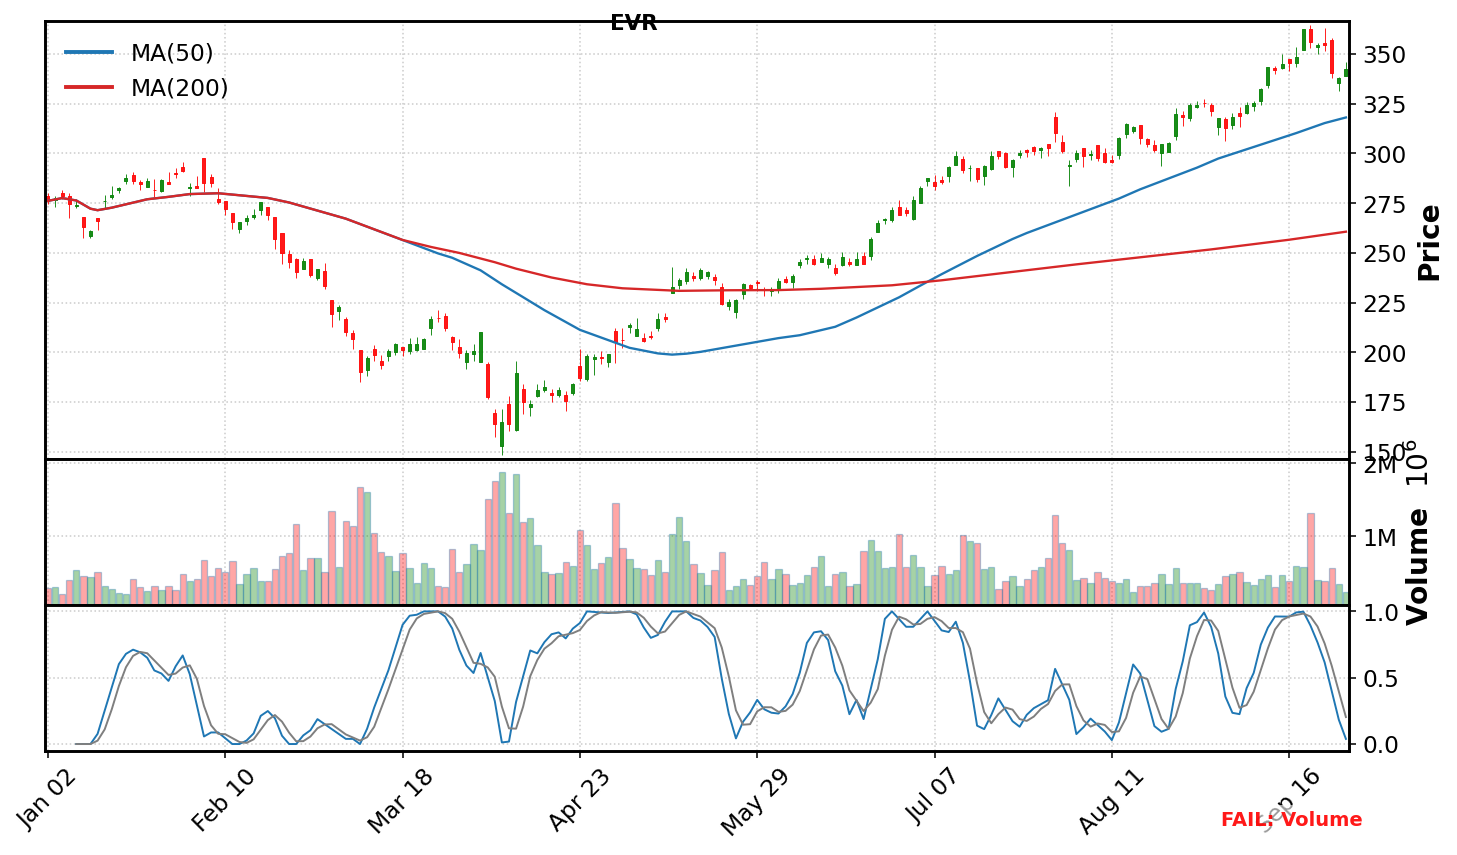 EVR
MA(50)
MA(200)
350
325
300
275
250
225
200
175
150
Price
2M
1M
Volume 10^6
1.0
0.5
0.0
Jan 02
Feb 10
Mar 18
Apr 23
May 29
Jul 07
Aug 11
Sep 16
FAIL: Volume